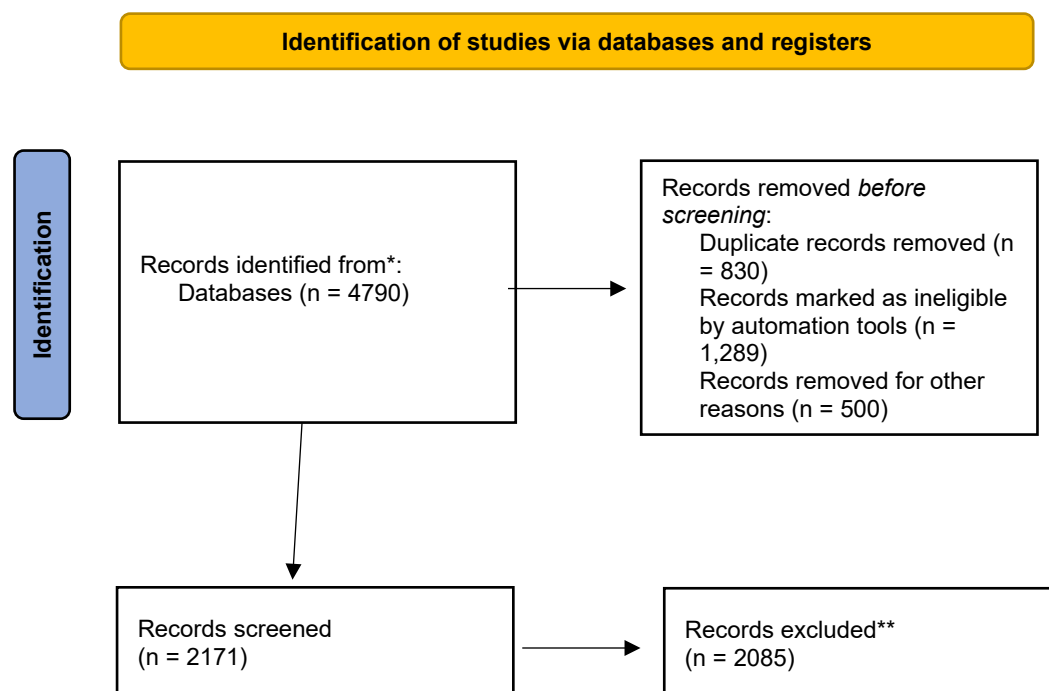 Identification of studies via databases and registers
Identification
Records identified from*:
Databases (n = 4790)
Records removed before
screening:
Duplicate records removed (n
= 830)
Records marked as ineligible
by automation tools (n =
1,289)
Records removed for other
reasons (n = 500)
Records screened
(n = 2171)
Records excluded**
(n = 2085)